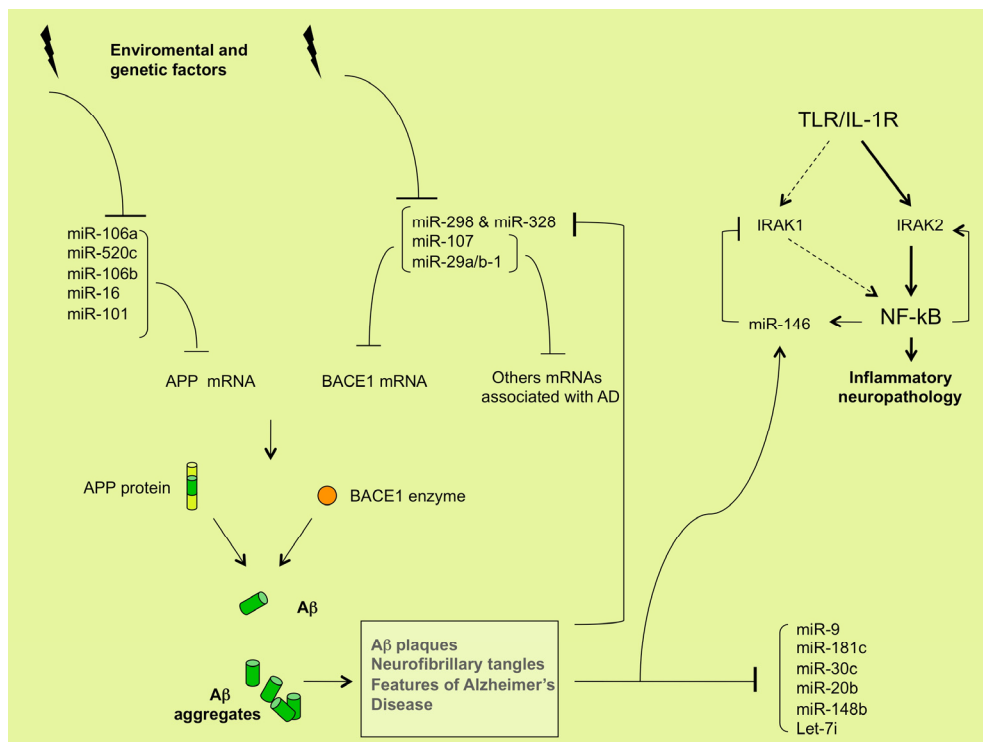 Enviromental and
genetic factors
TLR/IL-1R
miR-106a
miR-520c
miR-106b
miR-16
miR-101
miR-298 & miR-328
miR-107
miR-29a/b-1
IRAK1
IRAK2
miR-146
NF-kB
Inflammatory
neuropathology
APP mRNA
BACE1 mRNA
Others mRNAs
associated with AD
APP protein
BACE1 enzyme
Aβ
Aβ
aggregates
Aβ plaques
Neurofibrillary tangles
Features of Alzheimer's
Disease
miR-9
miR-181c
miR-30c
miR-20b
miR-148b
Let-7i